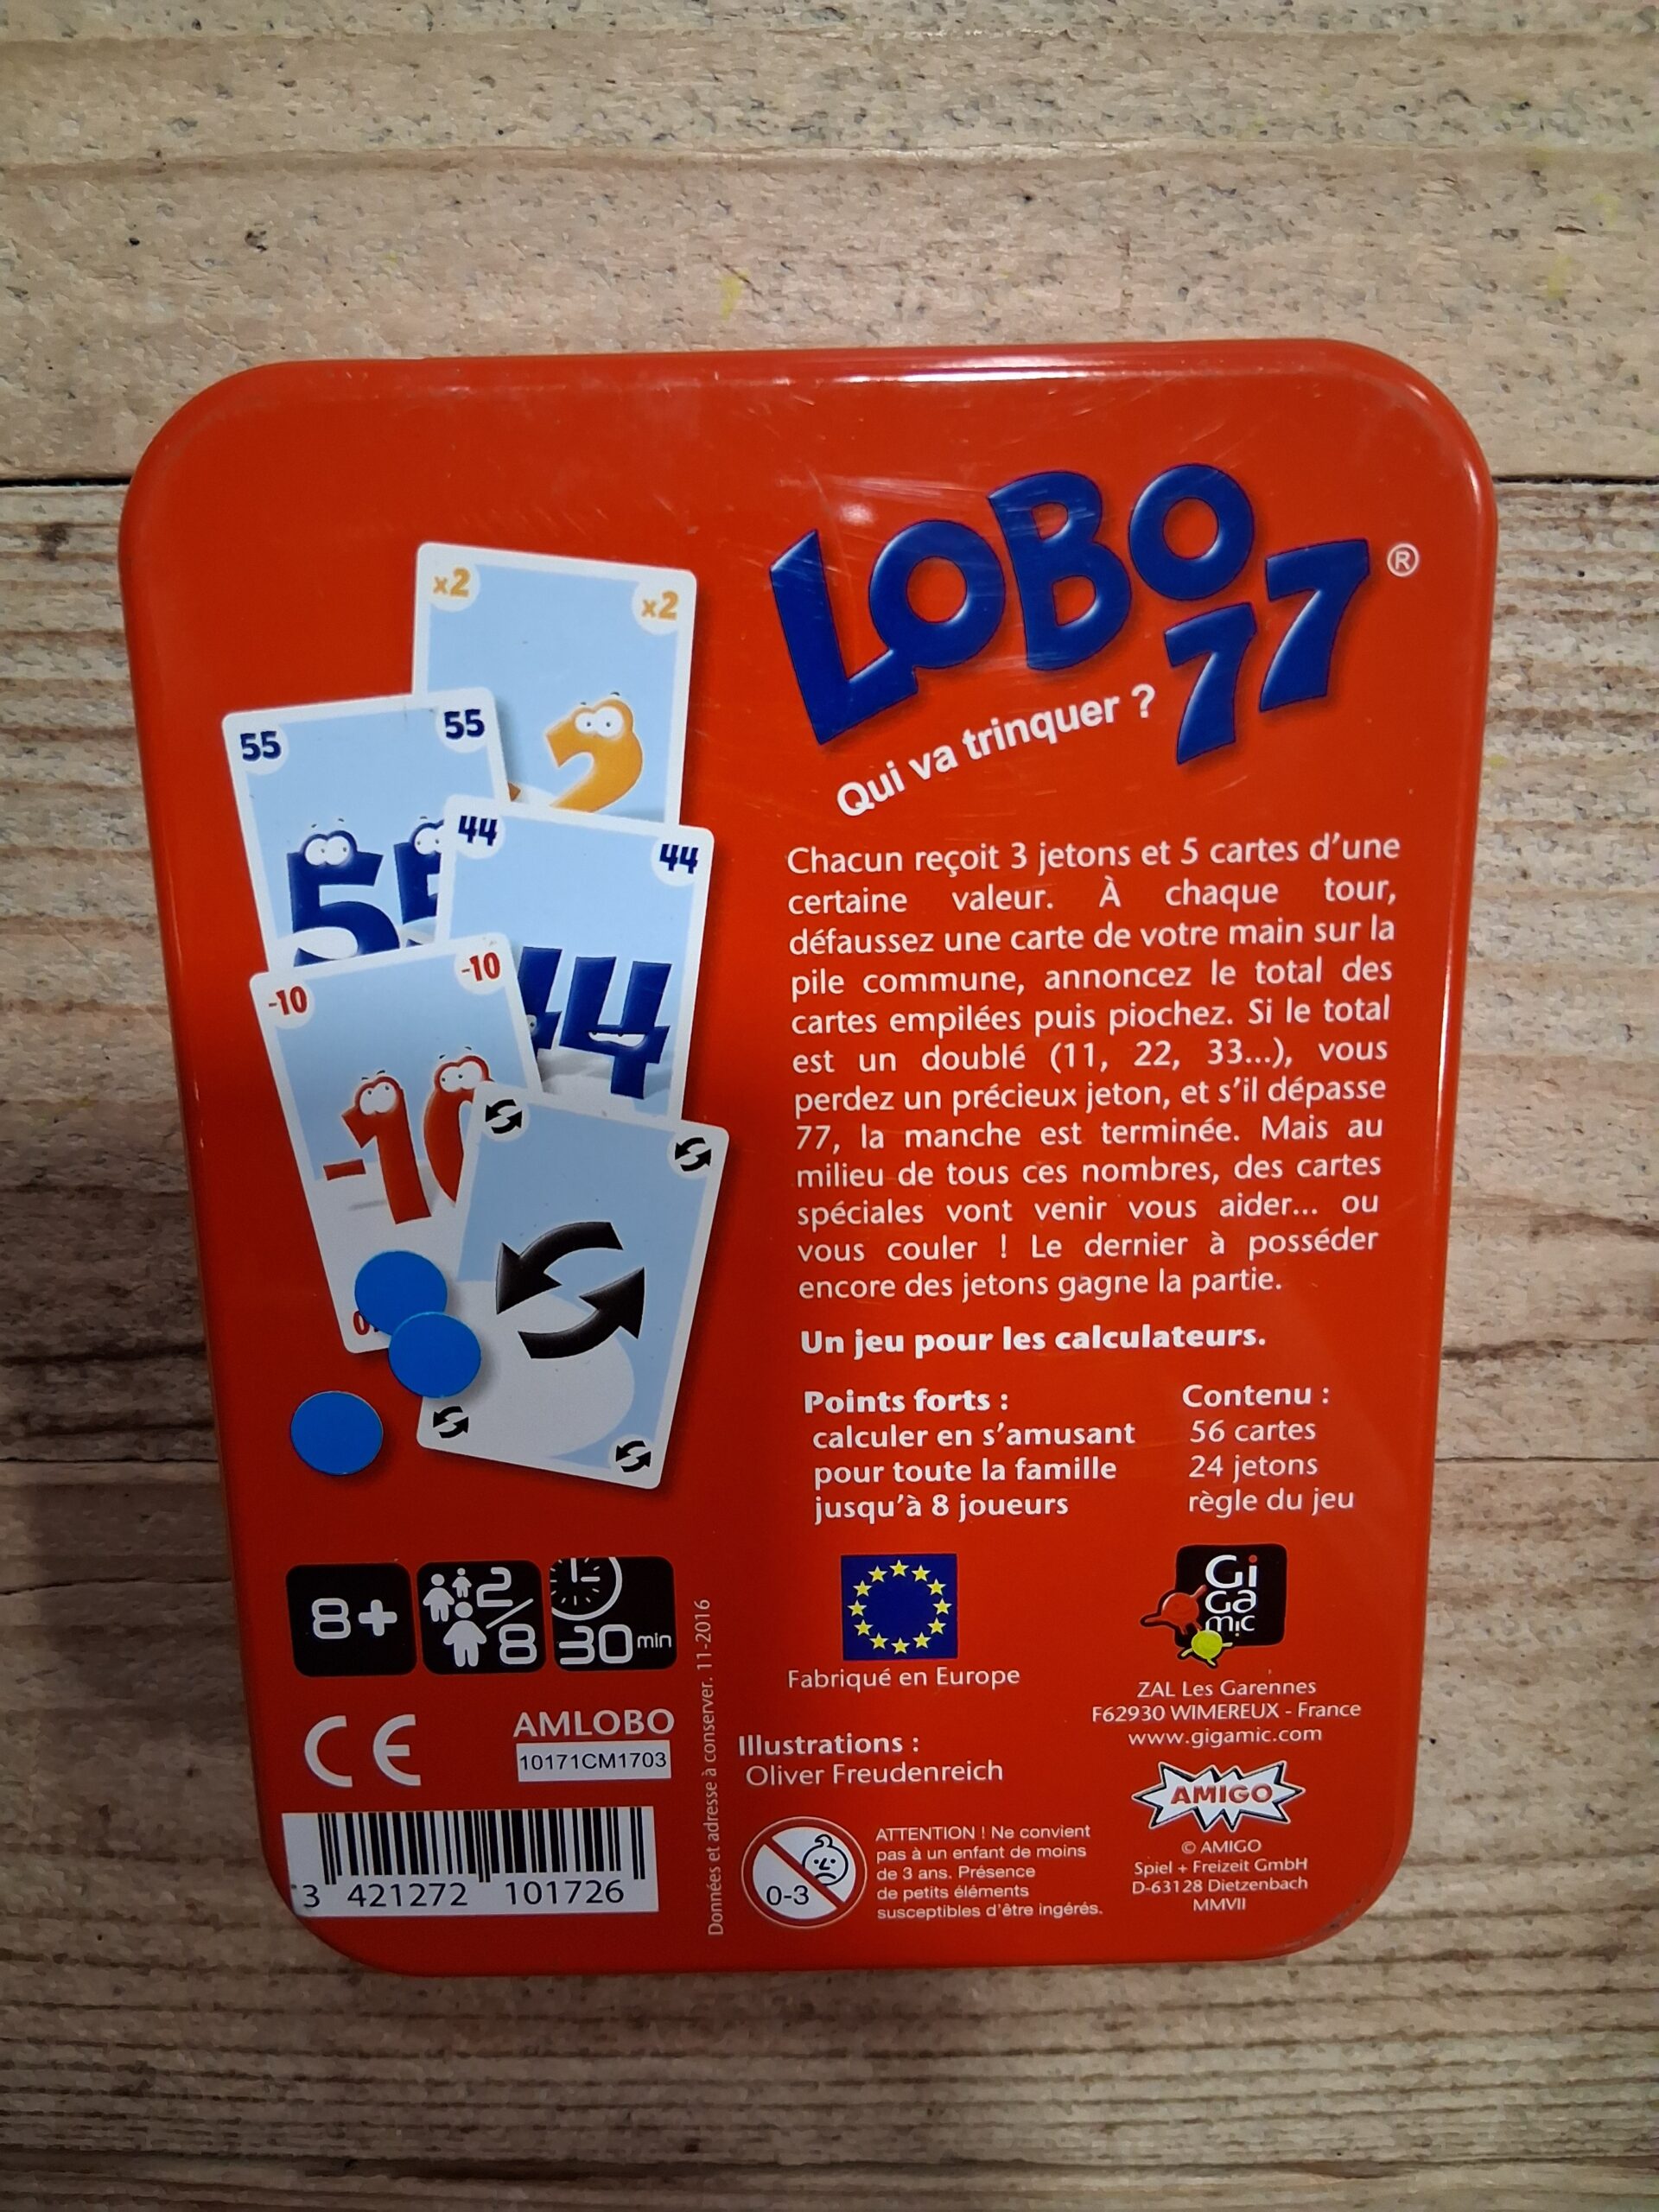 LOBO
77
®
Qui va trinquer ?
x2
x2
55
55
44
44
55
44
-10
-10
-10
Chacun reçoit 3 jetons et 5 cartes d'une
certaine valeur. À chaque tour,
défaussez une carte de votre main sur la
pile commune, annoncez le total des
cartes empilées puis piochez. Si le total
est un doublé (11, 22, 33...), vous
perdez un précieux jeton, et s'il dépasse
77, la manche est terminée. Mais au
milieu de tous ces nombres, des cartes
spéciales vont venir vous aider... ou
vous couler ! Le dernier à posséder
encore des jetons gagne la partie.
Un jeu pour les calculateurs.
Points forts :
calculer en s'amusant
pour toute la famille
jusqu'à 8 joueurs
Contenu :
56 cartes
24 jetons
règle du jeu
8+
2/8
30 min
Fabriqué en Europe
GiGamic
ZAL Les Garennes
F62930 WIMEREUX - France
www.gigamic.com
CE
AMLOBO
10171CM1703
3 421272 101726
Données et adresse à conserver. 11-2016
Illustrations :
Oliver Freudenreich
0-3
ATTENTION ! Ne convient
pas à un enfant de moins
de 3 ans. Présence
de petits éléments
susceptibles d'être ingérés.
AMIGO
© AMIGO
Spiel + Freizeit GmbH
D-63128 Dietzenbach
MMVII